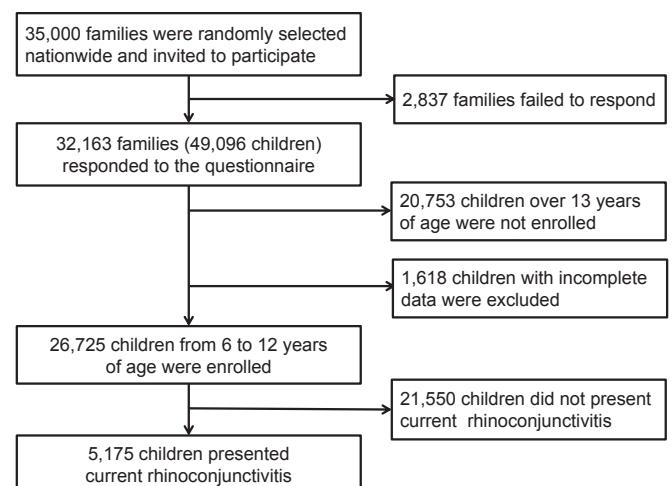 35,000 families were randomly selected
nationwide and invited to participate
2,837 families failed to respond
32,163 families (49,096 children)
responded to the questionnaire
20,753 children over 13 years
of age were not enrolled
1,618 children with incomplete
data were excluded
26,725 children from 6 to 12 years
of age were enrolled
21,550 children did not present
current rhinoconjunctivitis
5,175 children presented
current rhinoconjunctivitis